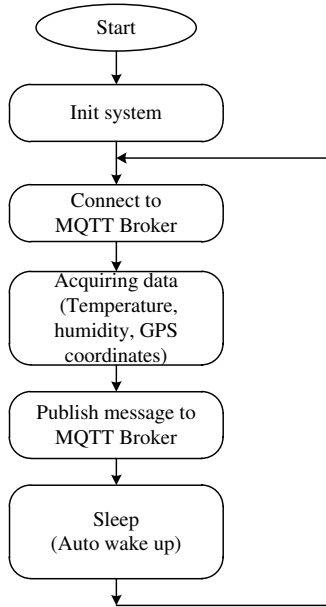 Start
Init system
Connect to
MQTT Broker
Acquiring data
(Temperature,
humidity, GPS
coordinates)
Publish message to
MQTT Broker
Sleep
(Auto wake up)